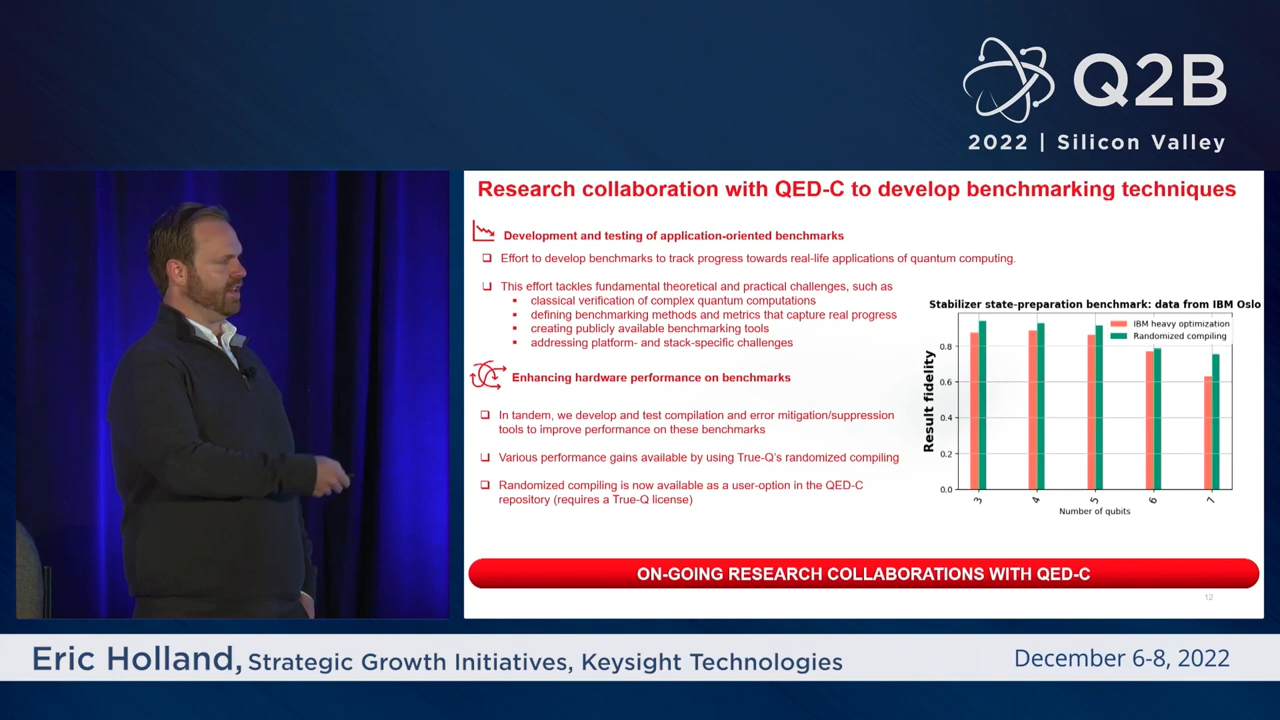 Q2B
2022 | Silicon Valley
Research collaboration with QED-C to develop benchmarking techniques
Development and testing of application-oriented benchmarks
Effort to develop benchmarks to track progress towards real-life applications of quantum computing.
This effort tackles fundamental theoretical and practical challenges, such as
classical verification of complex quantum computations
defining benchmarking methods and metrics that capture real progress
creating publicly available benchmarking tools
addressing platform- and stack-specific challenges
Enhancing hardware performance on benchmarks
In tandem, we develop and test compilation and error mitigation/suppression
tools to improve performance on these benchmarks
Various performance gains available by using True-Q's randomized compiling
Randomized compiling is now available as a user-option in the QED-C
repository (requires a True-Q license)
Stabilizer state-preparation benchmark: data from IBM Oslo
IBM heavy optimization
Randomized compiling
Result fidelity
0.8
0.6
0.4
0.2
0.0
3 4 5 6 7
Number of qubits
ON-GOING RESEARCH COLLABORATIONS WITH QED-C
12
Eric Holland, Strategic Growth Initiatives, Keysight Technologies
December 6-8, 2022